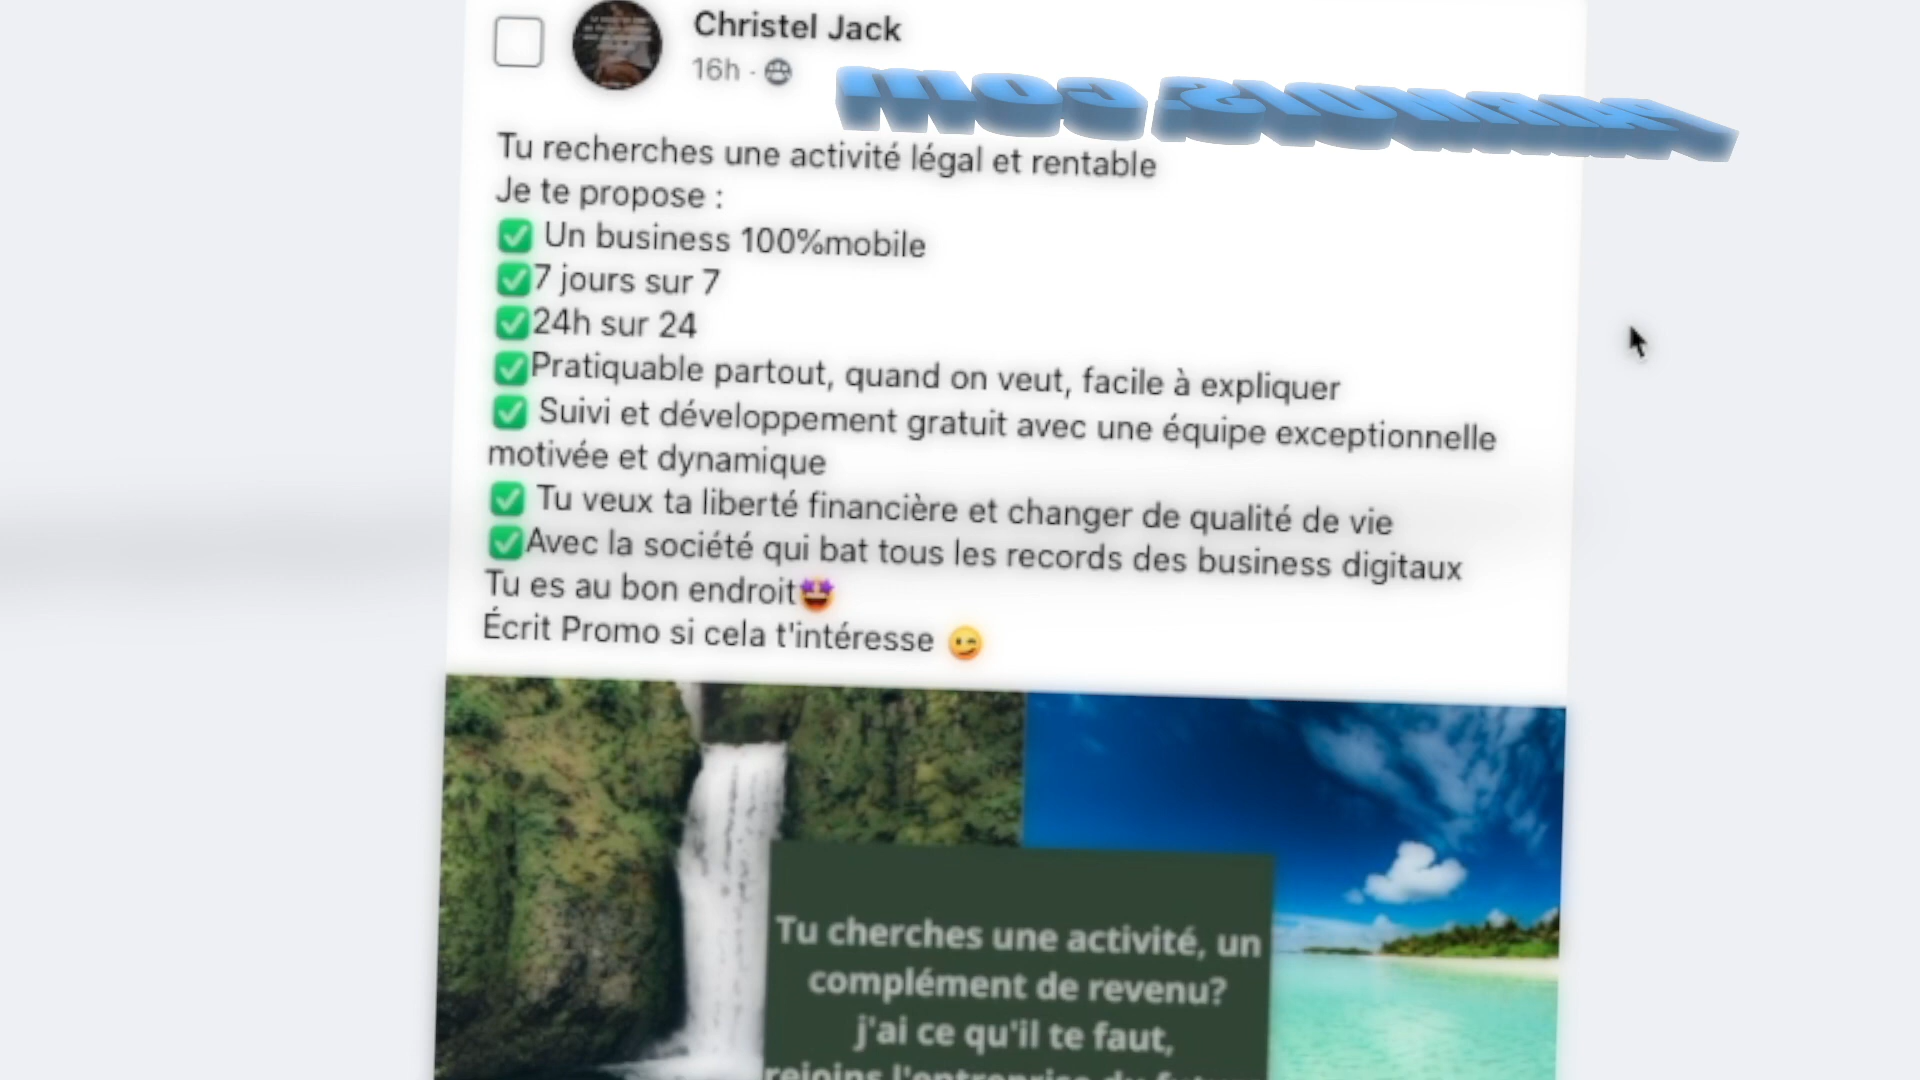 Christel Jack
16h ·
Tu recherches une activité légal et rentable
Je te propose :
✅ Un business 100%mobile
✅7 jours sur 7
✅24h sur 24
✅Pratiquable partout, quand on veut, facile à expliquer
✅ Suivi et développement gratuit avec une équipe exceptionnelle
motivée et dynamique
✅ Tu veux ta liberté financière et changer de qualité de vie
✅Avec la société qui bat tous les records des business digitaux
Tu es au bon endroit🤩
Écrit Promo si cela t'intéresse 😉
Tu cherches une activité, un
complément de revenu?
j'ai ce qu'il te faut,
rejoins l'entreprise du